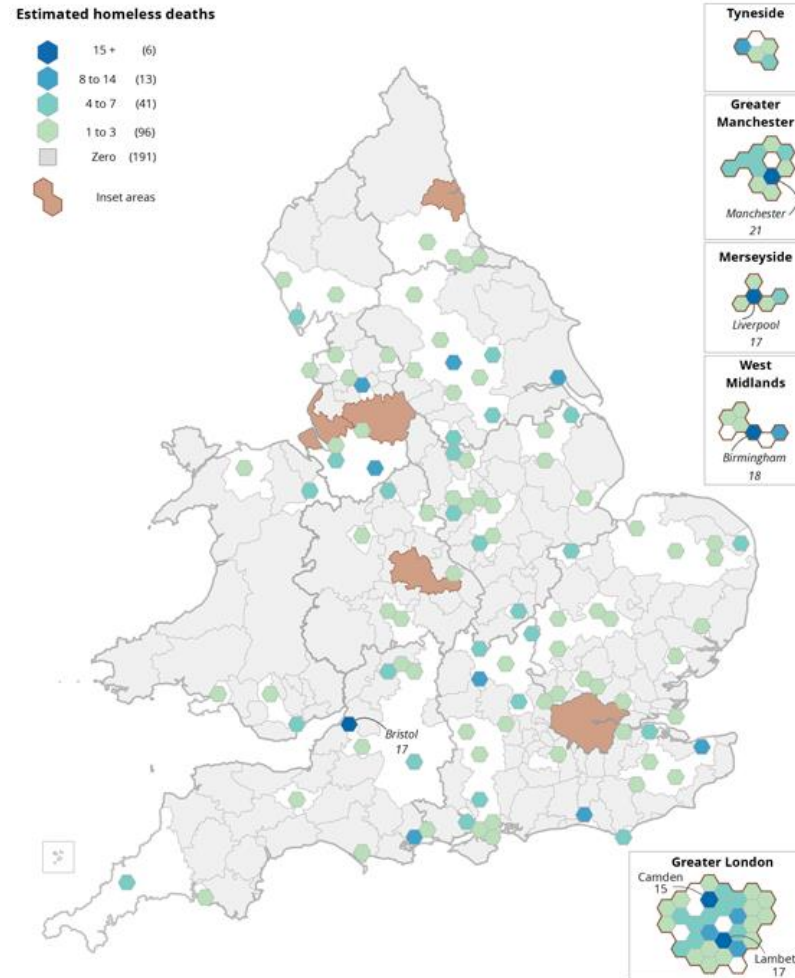 Estimated homeless deaths
15 + (6)
8 to 14 (13)
4 to 7 (41)
1 to 3 (96)
Zero (191)
Inset areas
Tyneside
Greater
Manchester
Manchester
21
Merseyside
Liverpool
17
West
Midlands
Birmingham
18
Bristol
17
Greater London
Camden
15
Lambet
17